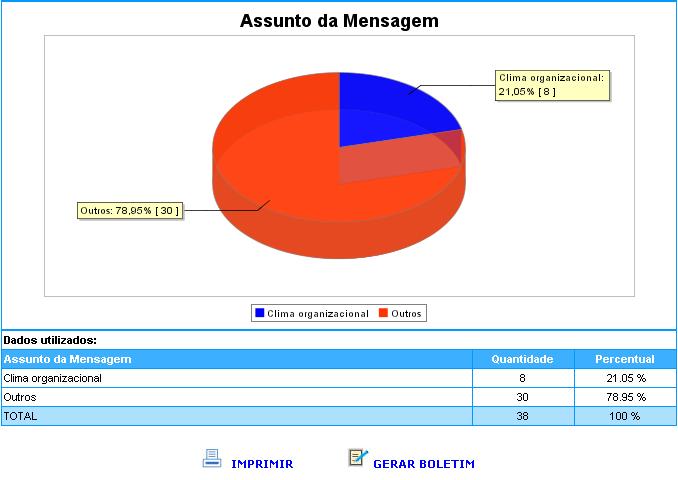 Assunto da Mensagem
Clima organizacional:
21,05% [ 8 ]
Outros: 78,95% [ 30 ]
Clima organizacional Outros
Dados utilizados:
Assunto da Mensagem Quantidade Percentual
Clima organizacional 8 21.05 %
Outros 30 78.95 %
TOTAL 38 100 %
IMPRIMIR GERAR BOLETIM